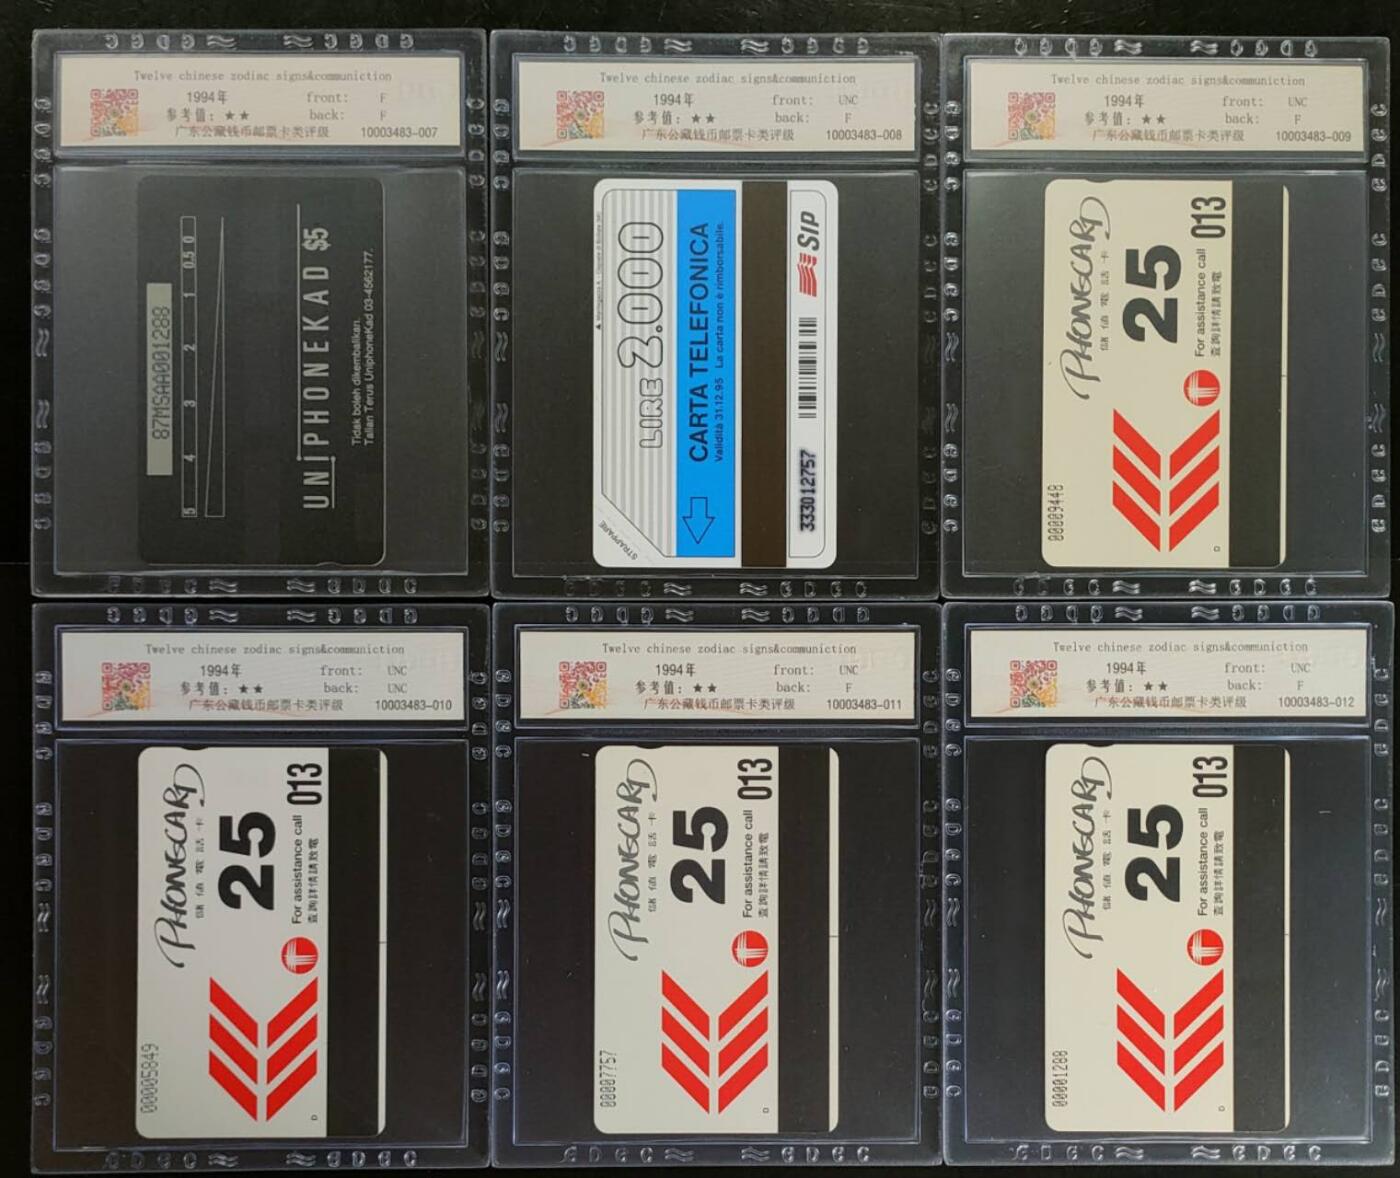 Twelve chinese zodiac signs&communiction
1994年 front: F
参考值：★★ back: F
广东公藏钱币邮票卡类评级 10003483-007
87MSAA001288
5 4 3 2 1 0.5 0
UNiPHONEKAD $5
Tidak boleh dikembalikan.
Talian Terus UniphoneKad 03-4562177.
Twelve chinese zodiac signs&communiction
1994年 front: UNC
参考值：★★ back: F
广东公藏钱币邮票卡类评级 10003483-008
STRAPPARE
LIRE 2.000
CARTA TELEFONICA
Validità 31.12.95 La carta non è rimborsabile.
333012757
SIP
Twelve chinese zodiac signs&communiction
1994年 front: UNC
参考值：★★ back: F
广东公藏钱币邮票卡类评级 10003483-009
00009448
PHONECARD
儲值電話卡
25
For assistance call 013
查詢詳情請致電
D
Twelve chinese zodiac signs&communiction
1994年 front: UNC
参考值：★★ back: UNC
广东公藏钱币邮票卡类评级 10003483-010
00005849
PHONECARD
儲值電話卡
25
For assistance call 013
查詢詳情請致電
D
Twelve chinese zodiac signs&communiction
1994年 front: UNC
参考值：★★ back: F
广东公藏钱币邮票卡类评级 10003483-011
00007757
PHONECARD
儲值電話卡
25
For assistance call 013
查詢詳情請致電
D
Twelve chinese zodiac signs&communiction
1994年 front: UNC
参考值：★★ back: F
广东公藏钱币邮票卡类评级 10003483-012
00001288
PHONECARD
儲值電話卡
25
For assistance call 013
查詢詳情請致電
D